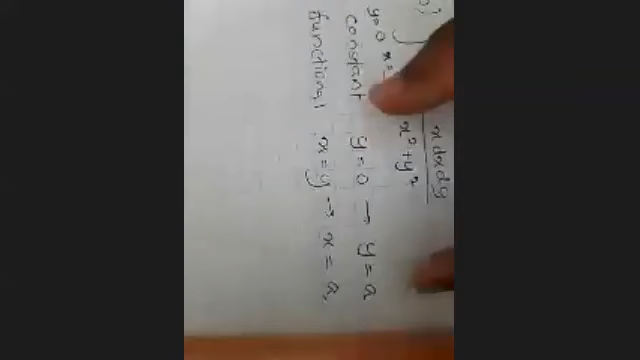 x dx dy
x² + y²
y=0 x=
constant y = 0 → y = a
functional x = y → x = a